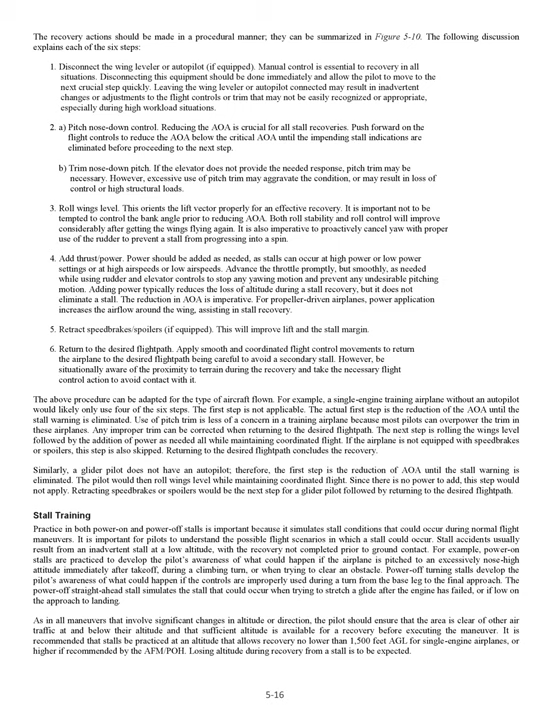 The recovery actions should be made in a procedural manner; they can be summarized in Figure 5-10. The following discussion
explains each of the six steps:
1. Disconnect the wing leveler or autopilot (if equipped). Manual control is essential to recovery in all
situations. Disconnecting this equipment should be done immediately and allow the pilot to move to the
next crucial step quickly. Leaving the wing leveler or autopilot connected may result in inadvertent
changes or adjustments to the flight controls or trim that may not be easily recognized or appropriate,
especially during high workload situations.
2. a) Pitch nose-down control. Reducing the AOA is crucial for all stall recoveries. Push forward on the
flight controls to reduce the AOA below the critical AOA until the impending stall indications are
eliminated before proceeding to the next step.
b) Trim nose-down pitch. If the elevator does not provide the needed response, pitch trim may be
necessary. However, excessive use of pitch trim may aggravate the condition, or may result in loss of
control or high structural loads.
3. Roll wings level. This orients the lift vector properly for an effective recovery. It is important not to be
tempted to control the bank angle prior to reducing AOA. Both roll stability and roll control will improve
considerably after getting the wings flying again. It is also imperative to proactively cancel yaw with proper
use of the rudder to prevent a stall from progressing into a spin.
4. Add thrust/power. Power should be added as needed, as stalls can occur at high power or low power
settings or at high airspeeds or low airspeeds. Advance the throttle promptly, but smoothly, as needed
while using rudder and elevator controls to stop any yawing motion and prevent any undesirable pitching
motion. Adding power typically reduces the loss of altitude during a stall recovery, but it does not
eliminate a stall. The reduction in AOA is imperative. For propeller-driven airplanes, power application
increases the airflow around the wing, assisting in stall recovery.
5. Retract speedbrakes/spoilers (if equipped). This will improve lift and the stall margin.
6. Return to the desired flightpath. Apply smooth and coordinated flight control movements to return
the airplane to the desired flightpath being careful to avoid a secondary stall. However, be
situationally aware of the proximity to terrain during the recovery and take the necessary flight
control action to avoid contact with it.
The above procedure can be adapted for the type of aircraft flown. For example, a single-engine training airplane without an autopilot
would likely only use four of the six steps. The first step is not applicable. The actual first step is the reduction of the AOA until the
stall warning is eliminated. Use of pitch trim is less of a concern in a training airplane because most pilots can overpower the trim in
these airplanes. Any improper trim can be corrected when returning to the desired flightpath. The next step is rolling the wings level
followed by the addition of power as needed all while maintaining coordinated flight. If the airplane is not equipped with speedbrakes
or spoilers, this step is also skipped. Returning to the desired flightpath concludes the recovery.
Similarly, a glider pilot does not have an autopilot; therefore, the first step is the reduction of AOA until the stall warning is
eliminated. The pilot would then roll wings level while maintaining coordinated flight. Since there is no power to add, this step would
not apply. Retracting speedbrakes or spoilers would be the next step for a glider pilot followed by returning to the desired flightpath.
Stall Training
Practice in both power-on and power-off stalls is important because it simulates stall conditions that could occur during normal flight
maneuvers. It is important for pilots to understand the possible flight scenarios in which a stall could occur. Stall accidents usually
result from an inadvertent stall at a low altitude, with the recovery not completed prior to ground contact. For example, power-on
stalls are practiced to develop the pilot's awareness of what could happen if the airplane is pitched to an excessively nose-high
attitude immediately after takeoff, during a climbing turn, or when trying to clear an obstacle. Power-off turning stalls develop the
pilot's awareness of what could happen if the controls are improperly used during a turn from the base leg to the final approach. The
power-off straight-ahead stall simulates the stall that could occur when trying to stretch a glide after the engine has failed, or if low on
the approach to landing.
As in all maneuvers that involve significant changes in altitude or direction, the pilot should ensure that the area is clear of other air
traffic at and below their altitude and that sufficient altitude is available for a recovery before executing the maneuver. It is
recommended that stalls be practiced at an altitude that allows recovery no lower than 1,500 feet AGL for single-engine airplanes, or
higher if recommended by the AFM/POH. Losing altitude during recovery from a stall is to be expected.
5-16